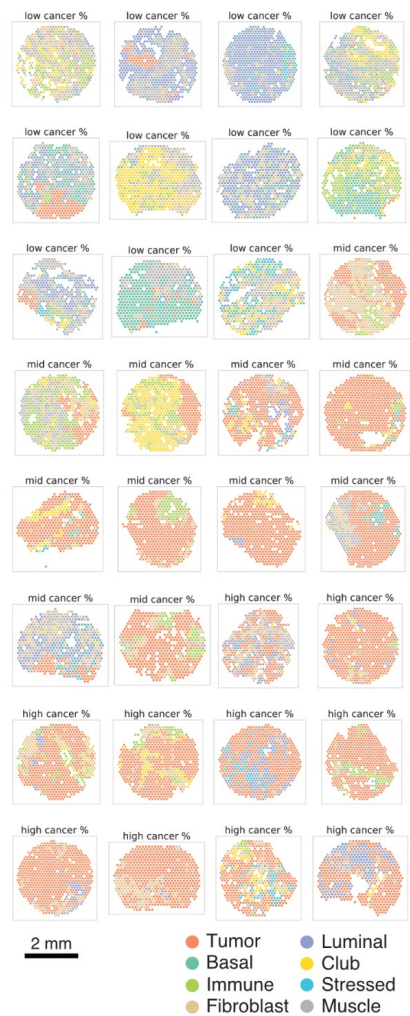 low cancer % low cancer % low cancer % low cancer %
low cancer % low cancer % low cancer % low cancer %
low cancer % low cancer % low cancer % mid cancer %
mid cancer % mid cancer % mid cancer % mid cancer %
mid cancer % mid cancer % mid cancer % mid cancer %
mid cancer % mid cancer % high cancer % high cancer %
high cancer % high cancer % high cancer % high cancer %
high cancer % high cancer % high cancer % high cancer %
2 mm
Tumor Luminal
Basal Club
Immune Stressed
Fibroblast Muscle